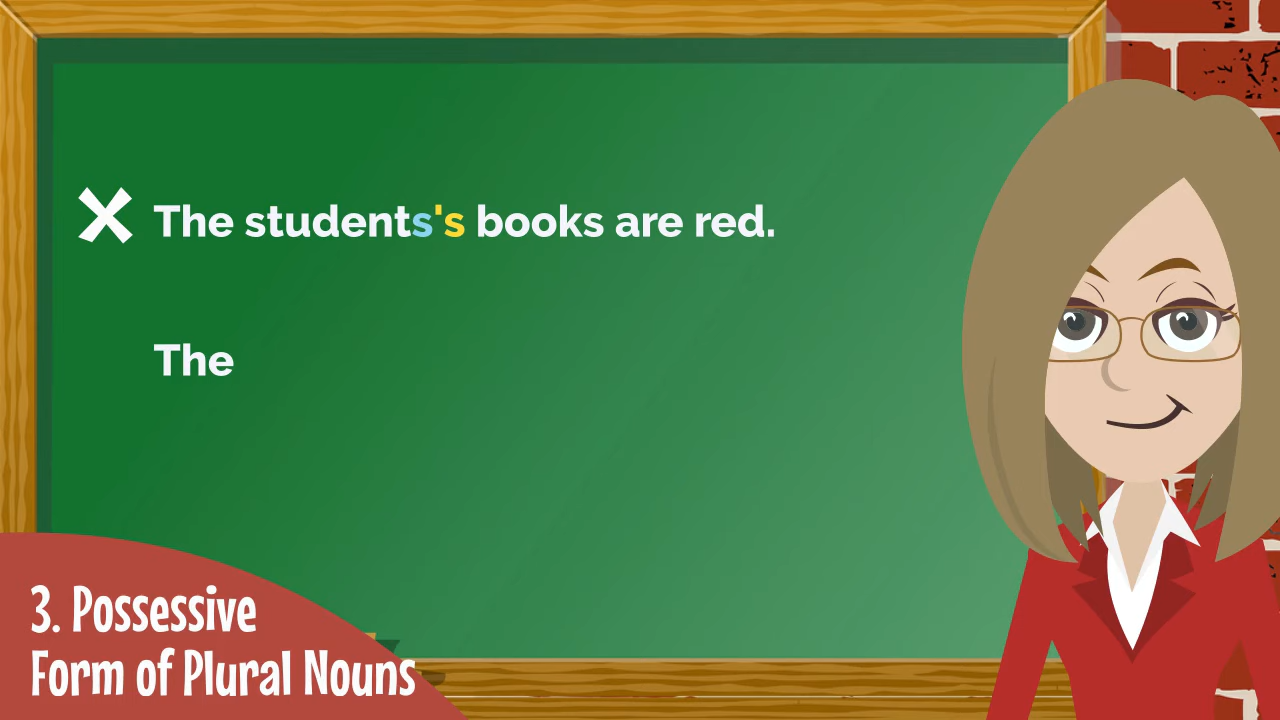 The students's books are red.
The
3. Possessive
Form of Plural Nouns